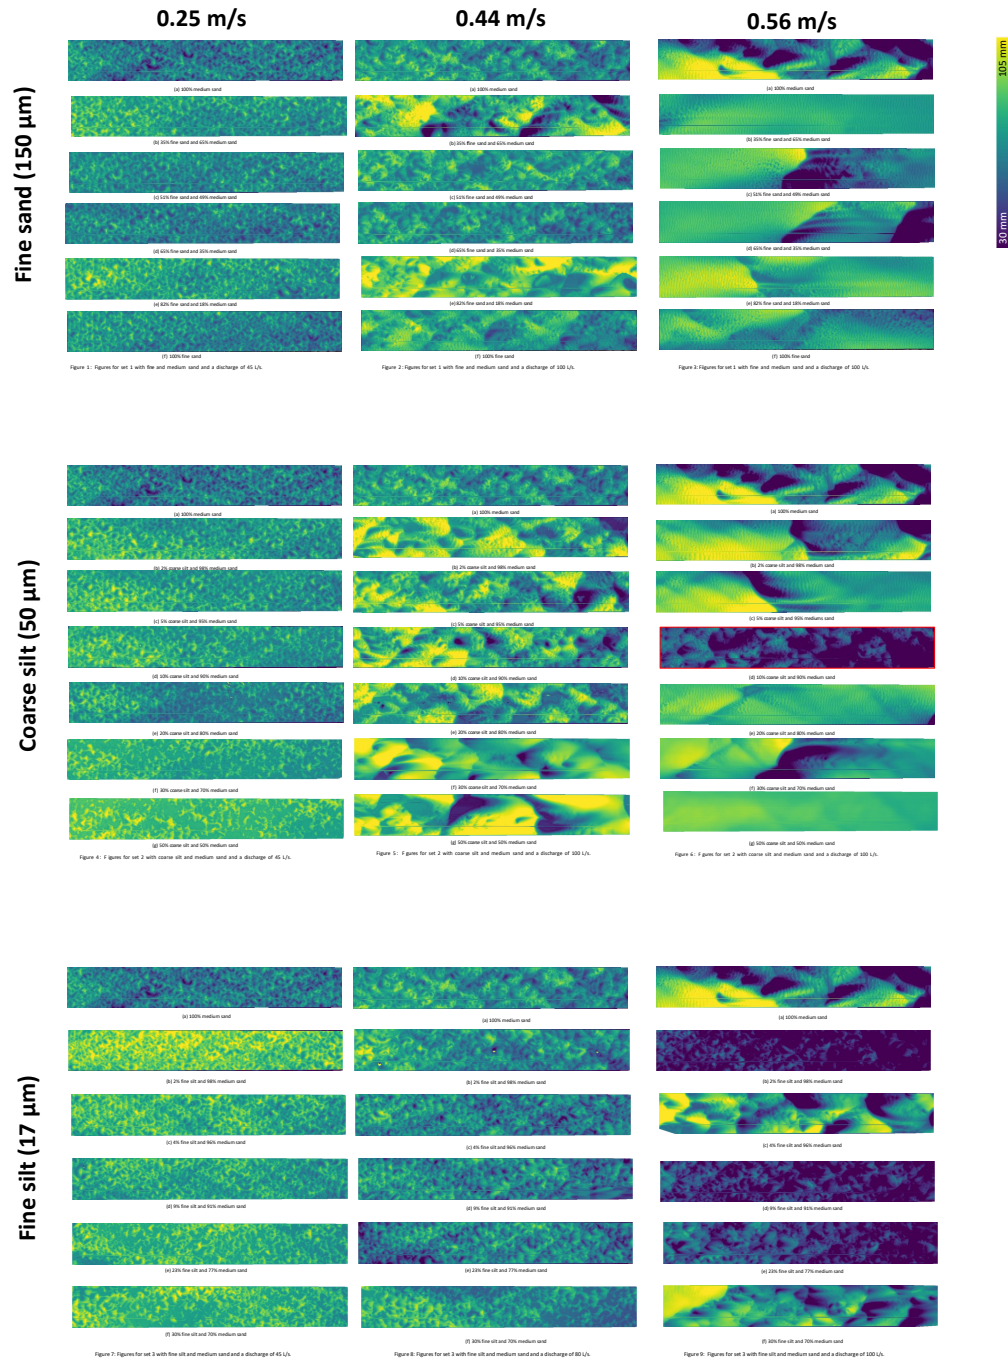 0.25 m/s
0.44 m/s
0.56 m/s
105 mm
30 mm
Fine sand (150 µm)
(a) 100% medium sand
(a) 100% medium sand
(a) 100% medium sand
(b) 35% fine sand and 65% medium sand
(b) 35% fine sand and 65% medium sand
(b) 35% fine sand and 65% medium sand
(c) 51% fine sand and 49% medium sand
(c) 51% fine sand and 49% medium sand
(c) 51% fine sand and 49% medium sand
(d) 65% fine sand and 35% medium sand
(d) 65% fine sand and 35% medium sand
(d) 65% fine sand and 35% medium sand
(e) 82% fine sand and 18% medium sand
(e) 82% fine sand and 18% medium sand
(e) 82% fine sand and 18% medium sand
(f) 100% fine sand
(f) 100% fine sand
(f) 100% fine sand
Figure 1: Figures for set 1 with fine and medium sand and a discharge of 45 L/s.
Figure 2: Figures for set 1 with fine and medium sand and a discharge of 100 L/s.
Figure 3: Figures for set 1 with fine and medium sand and a discharge of 100 L/s.
Coarse silt (50 µm)
(a) 100% medium sand
(a) 100% medium sand
(a) 100% medium sand
(b) 2% coarse silt and 98% medium sand
(b) 2% coarse silt and 98% medium sand
(b) 2% coarse silt and 98% medium sand
(c) 5% coarse silt and 95% medium sand
(c) 5% coarse silt and 95% medium sand
(c) 5% coarse silt and 95% mediums sand
(d) 10% coarse silt and 90% medium sand
(d) 10% coarse silt and 90% medium sand
(d) 10% coarse silt and 90% medium sand
(e) 20% coarse silt and 80% medium sand
(e) 20% coarse silt and 80% medium sand
(e) 20% coarse silt and 80% medium sand
(f) 30% coarse silt and 70% medium sand
(f) 30% coarse silt and 70% medium sand
(f) 30% coarse silt and 70% medium sand
(g) 50% coarse silt and 50% medium sand
(g) 50% coarse silt and 50% medium sand
(g) 50% coarse silt and 50% medium sand
Figure 4: F igures for set 2 with coarse silt and medium sand and a discharge of 45 L/s.
Figure 5: F igures for set 2 with coarse silt and medium sand and a discharge of 100 L/s.
Figure 6: F igures for set 2 with coarse silt and medium sand and a discharge of 100 L/s.
Fine silt (17 µm)
(a) 100% medium sand
(a) 100% medium sand
(a) 100% medium sand
(b) 2% fine silt and 98% medium sand
(b) 2% fine silt and 98% medium sand
(b) 2% fine silt and 98% medium sand
(c) 4% fine silt and 96% medium sand
(c) 4% fine silt and 96% medium sand
(c) 4% fine silt and 96% medium sand
(d) 9% fine silt and 91% medium sand
(d) 9% fine silt and 91% medium sand
(d) 9% fine silt and 91% medium sand
(e) 23% fine silt and 77% medium sand
(e) 23% fine silt and 77% medium sand
(e) 23% fine silt and 77% medium sand
(f) 30% fine silt and 70% medium sand
(f) 30% fine silt and 70% medium sand
(f) 30% fine silt and 70% medium sand
Figure 7: Figures for set 3 with fine silt and medium sand and a discharge of 45 L/s.
Figure 8: Figures for set 3 with fine silt and medium sand and a discharge of 80 L/s.
Figure 9: Figures for set 3 with fine silt and medium sand and a discharge of 100 L/s.